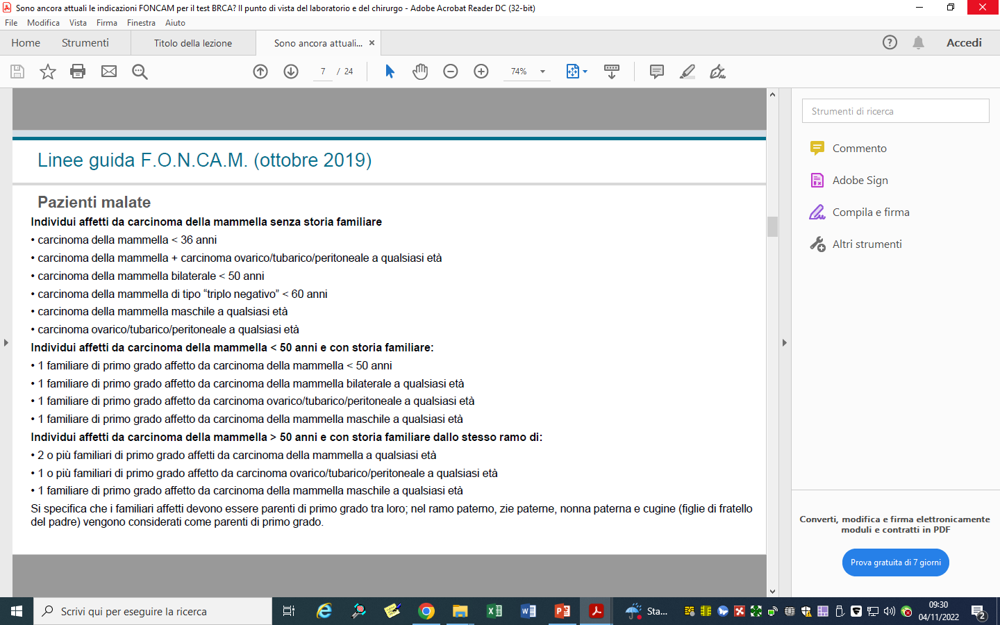 Sono ancora attuali le indicazioni FONCAM per il test BRCA? Il punto di vista del laboratorio e del chirurgo - Adobe Acrobat Reader DC (32-bit)
File Modifica Vista Firma Finestra Aiuto
Home Strumenti Titolo della lezione Sono ancora attuali... × Accedi
7 / 24 74%
Linee guida F.O.N.CA.M. (ottobre 2019)
Pazienti malate
Individui affetti da carcinoma della mammella senza storia familiare
• carcinoma della mammella < 36 anni
• carcinoma della mammella + carcinoma ovarico/tubarico/peritoneale a qualsiasi età
• carcinoma della mammella bilaterale < 50 anni
• carcinoma della mammella di tipo “triplo negativo” < 60 anni
• carcinoma della mammella maschile a qualsiasi età
• carcinoma ovarico/tubarico/peritoneale a qualsiasi età
Individui affetti da carcinoma della mammella < 50 anni e con storia familiare:
• 1 familiare di primo grado affetto da carcinoma della mammella < 50 anni
• 1 familiare di primo grado affetto da carcinoma della mammella bilaterale a qualsiasi età
• 1 familiare di primo grado affetto da carcinoma ovarico/tubarico/peritoneale a qualsiasi età
• 1 familiare di primo grado affetto da carcinoma della mammella maschile a qualsiasi età
Individui affetti da carcinoma della mammella > 50 anni e con storia familiare dallo stesso ramo di:
• 2 o più familiari di primo grado affetti da carcinoma della mammella a qualsiasi età
• 1 o più familiari di primo grado affetto da carcinoma ovarico/tubarico/peritoneale a qualsiasi età
• 1 familiare di primo grado affetto da carcinoma della mammella maschile a qualsiasi età
Si specifica che i familiari affetti devono essere parenti di primo grado tra loro; nel ramo paterno, zie paterne, nonna paterna e cugine (figlie di fratello
del padre) vengono considerati come parenti di primo grado.
Strumenti di ricerca
Commento
Adobe Sign
Compila e firma
Altri strumenti
Converti, modifica e firma elettronicamente
moduli e contratti in PDF
Prova gratuita di 7 giorni
Scrivi qui per eseguire la ricerca
Sta...
09:30
04/11/2022
2